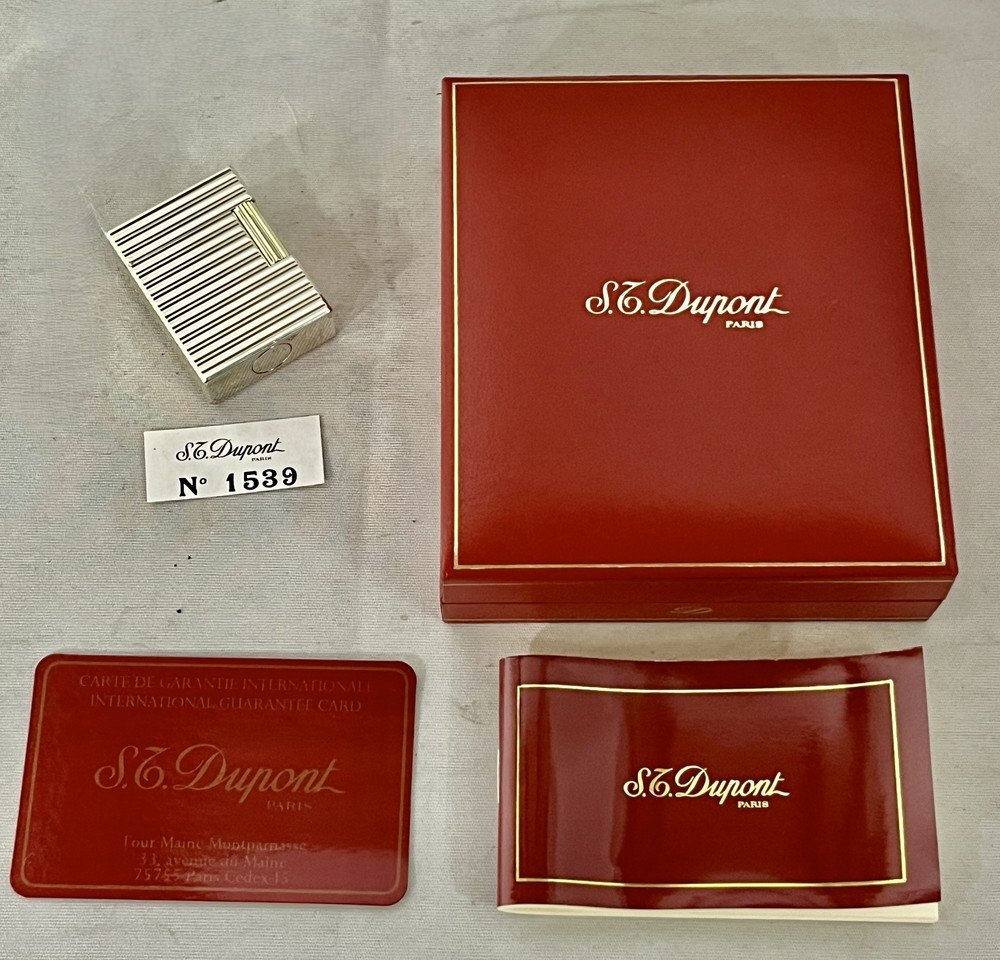 S.T. Dupont
PARIS
S.T. Dupont
PARIS
Nº 1539
CARTE DE GARANTIE INTERNATIONALE
INTERNATIONAL GUARANTEE CARD
S.T. Dupont
PARIS
Tour Maine Montparnasse
33, avenue du Maine
75755 Paris Cedex 15
S.T. Dupont
PARIS